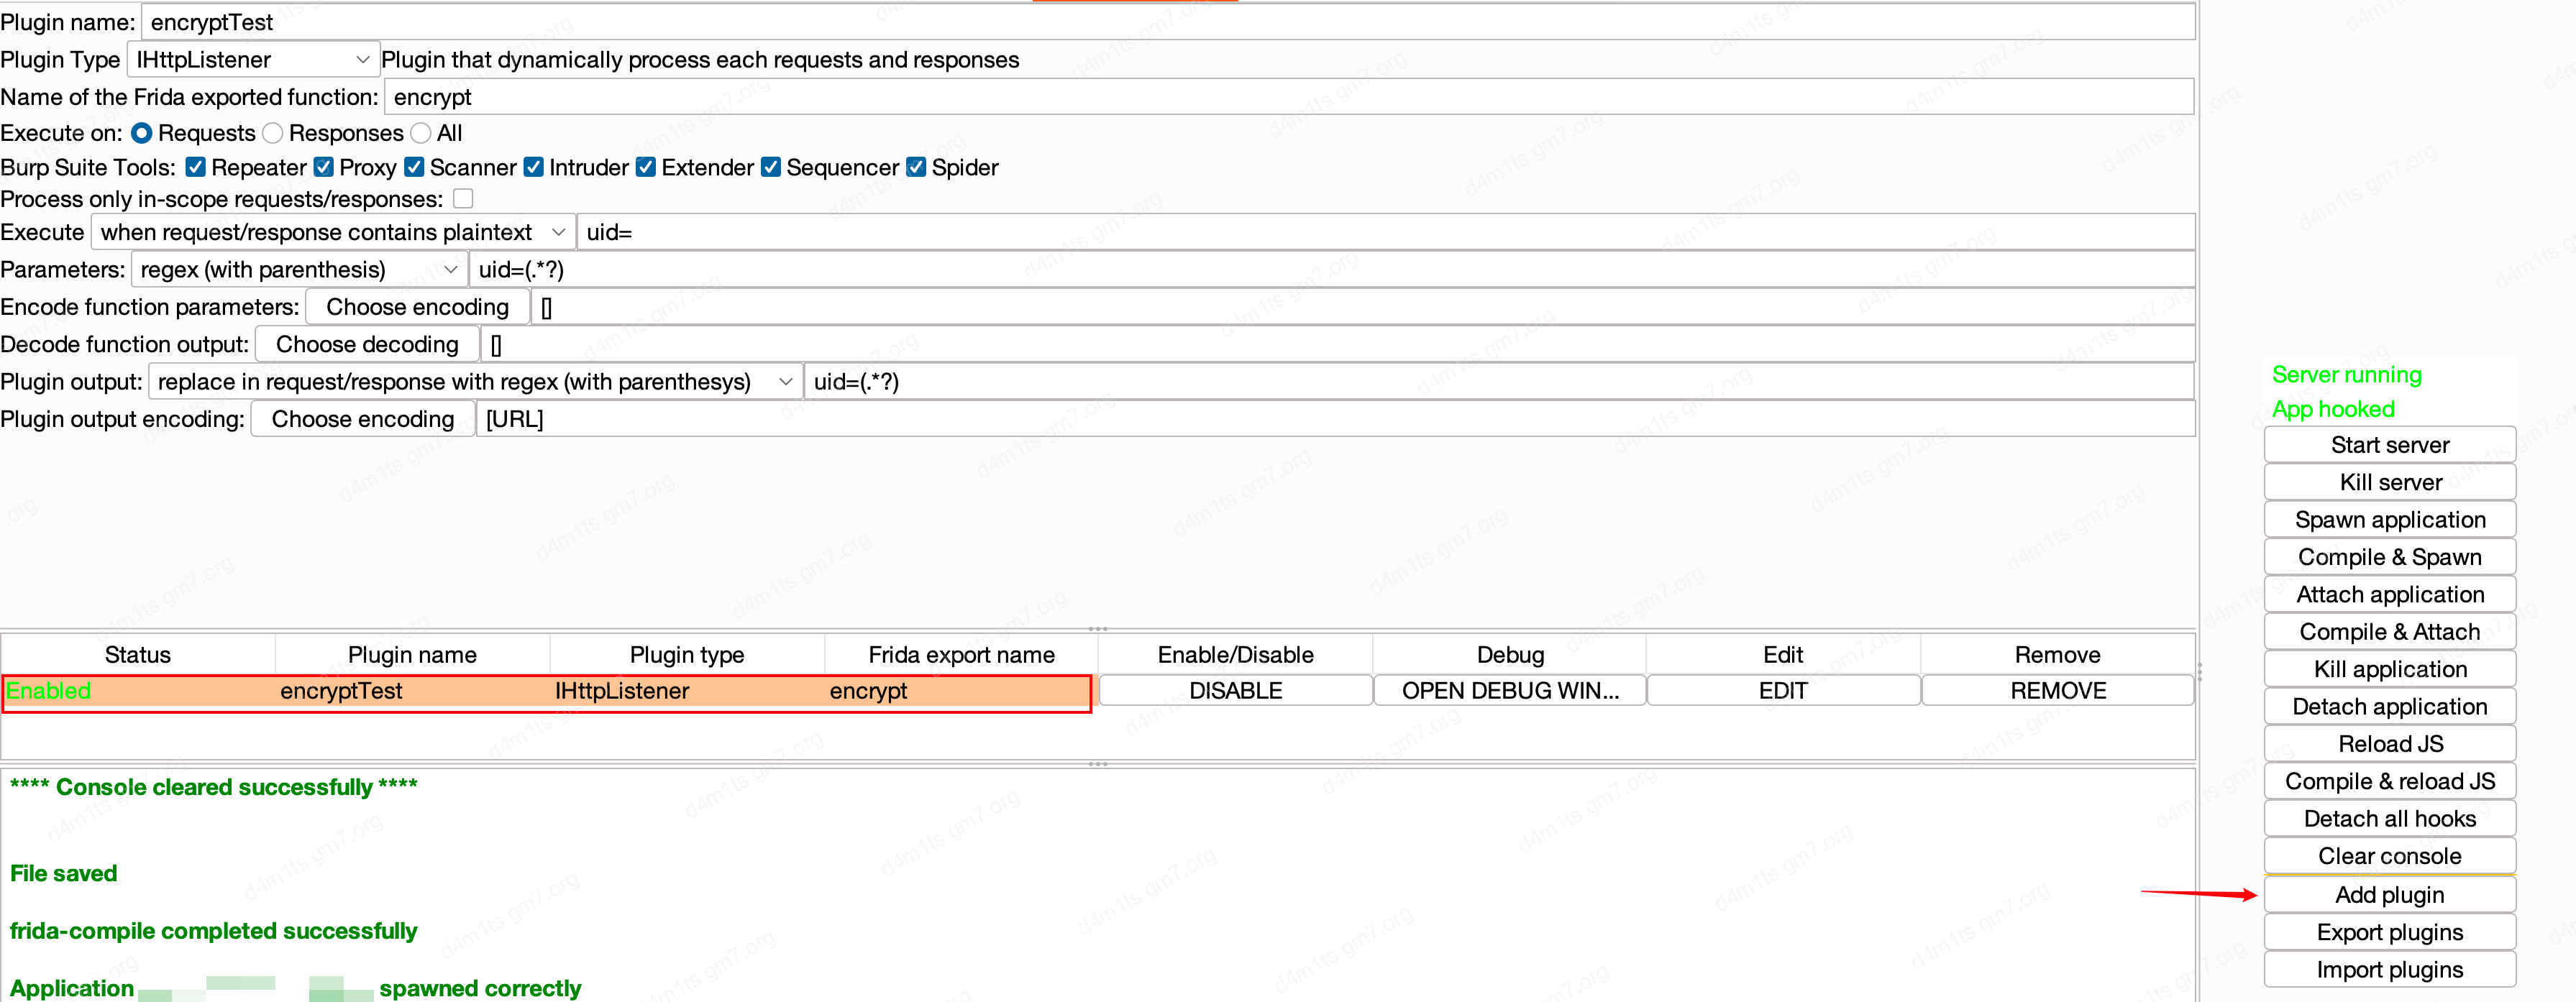 Plugin name: encryptTest
Plugin Type IHttpListener Plugin that dynamically process each requests and responses
Name of the Frida exported function: encrypt
Execute on: Requests Responses All
Burp Suite Tools: Repeater Proxy Scanner Intruder Extender Sequencer Spider
Process only in-scope requests/responses:
Execute when request/response contains plaintext uid=
Parameters: regex (with parenthesis) uid=(.*?)
Encode function parameters: Choose encoding []
Decode function output: Choose decoding []
Plugin output: replace in request/response with regex (with parenthesys) uid=(.*?)
Plugin output encoding: Choose encoding [URL]
Status Plugin name Plugin type Frida export name Enable/Disable Debug Edit Remove
Enabled encryptTest IHttpListener encrypt DISABLE OPEN DEBUG WIN... EDIT REMOVE
**** Console cleared successfully ****
File saved
frida-compile completed successfully
Application spawned correctly
Server running
App hooked
Start server
Kill server
Spawn application
Compile & Spawn
Attach application
Compile & Attach
Kill application
Detach application
Reload JS
Compile & reload JS
Detach all hooks
Clear console
Add plugin
Export plugins
Import plugins
d4m1ts gm7.org